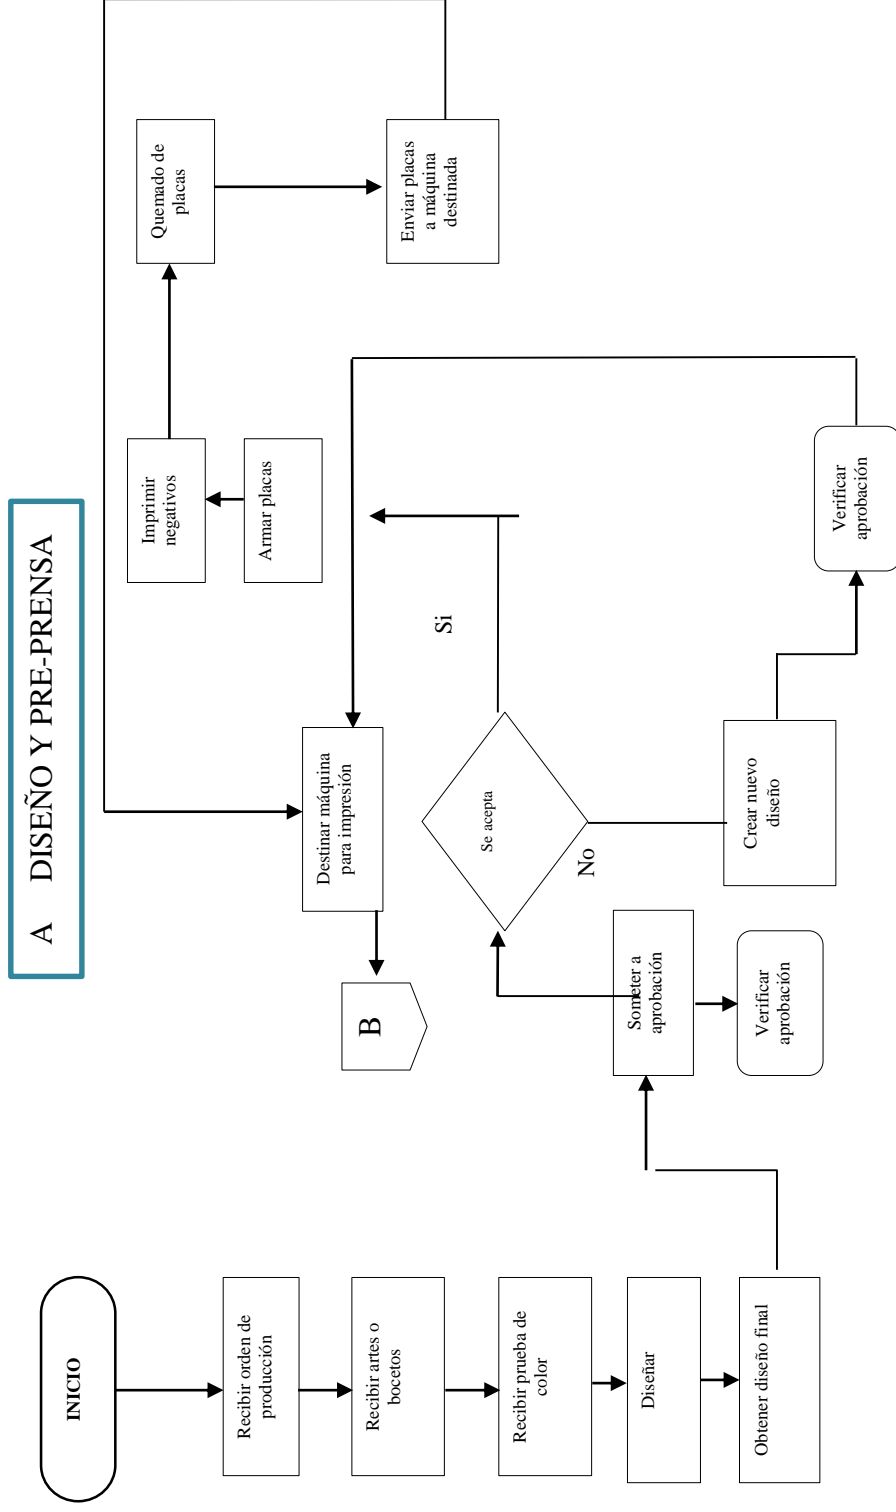 A DISEÑO Y PRE-PRENSA
INICIO
Recibir orden de
producción
Recibir artes o
bocetos
Recibir prueba de
color
Diseñar
Obtener diseño final
Someter a
aprobación
Verificar
aprobación
Se acepta
No
Si
Crear nuevo
diseño
Verificar
aprobación
Destinar máquina
para impresión
B
Armar placas
Imprimir
negativos
Quemado de
placas
Enviar placas
a máquina
destinada